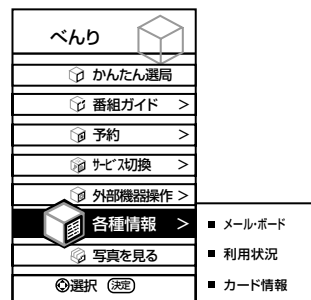 べんり
かんたん選局
番組ガイド >
予約 >
ｻｰﾋﾞｽ切換 >
外部機器操作 >
各種情報 >
■ メール・ボード
写真を見る
■ 利用状況
選択 決定
■ カード情報